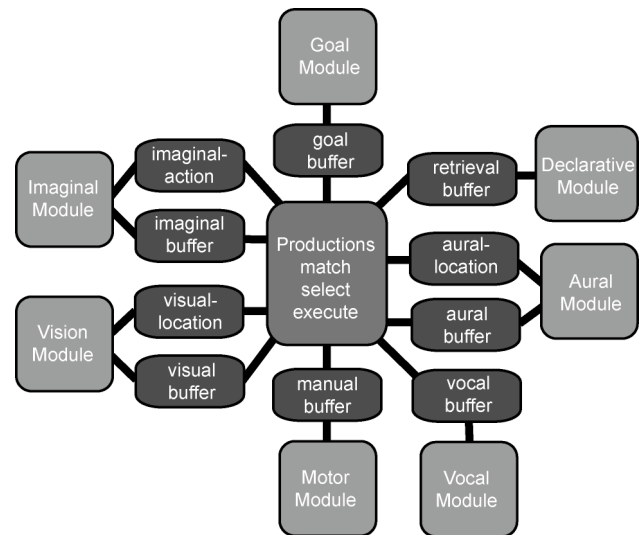 Goal
Module
goal
buffer
imaginal-
action
retrieval
buffer
Declarative
Module
Imaginal
Module
imaginal
buffer
Productions
match
select
execute
aural-
location
Aural
Module
visual-
location
aural
buffer
Vision
Module
visual
buffer
manual
buffer
vocal
buffer
Motor
Module
Vocal
Module